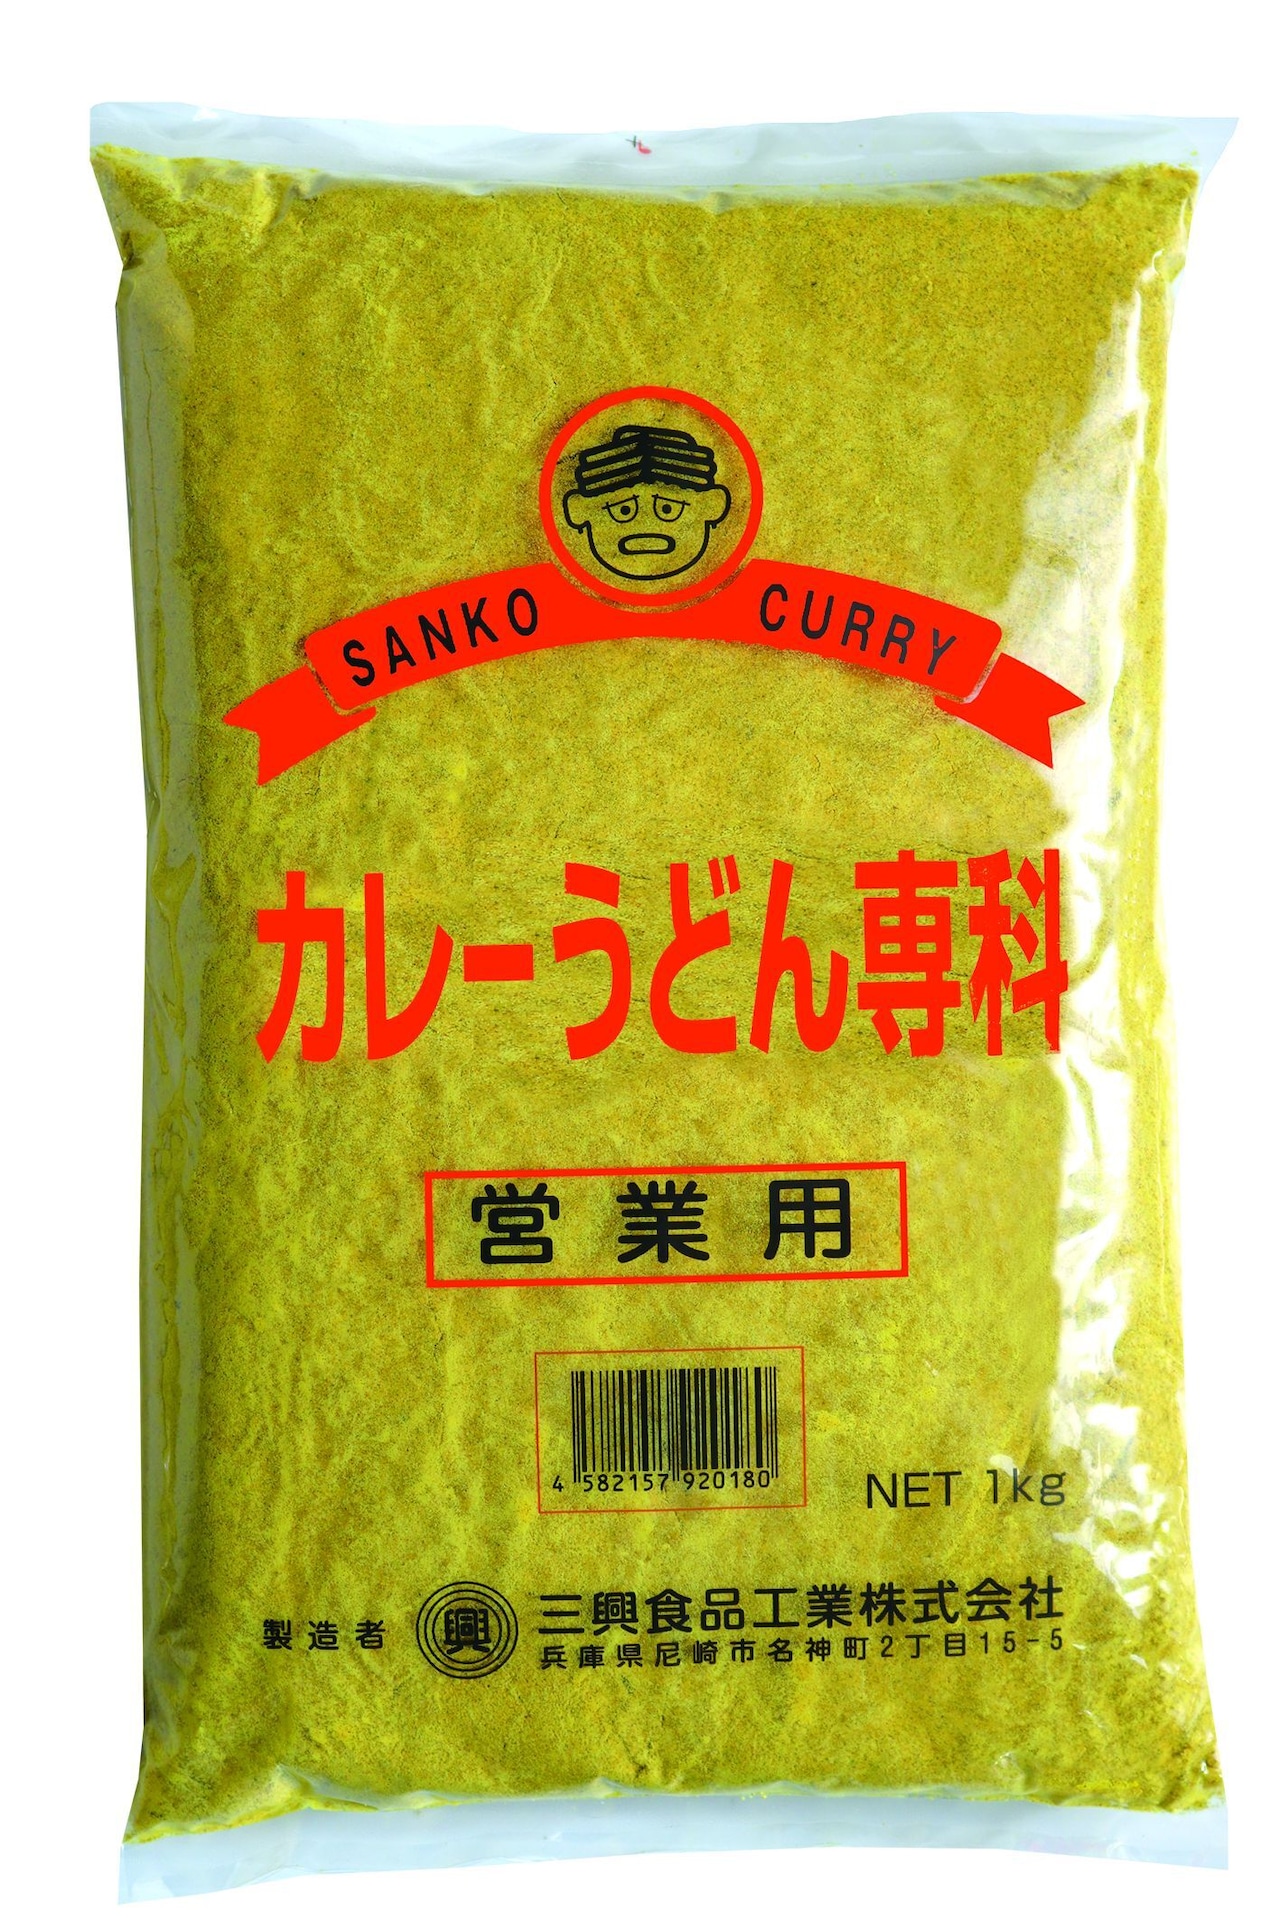 SANKO CURRY
カレーうどん専科
営業用
4 582157 920180
NET 1kg
製造者 興 三興食品工業株式会社
兵庫県尼崎市名神町2丁目15-5